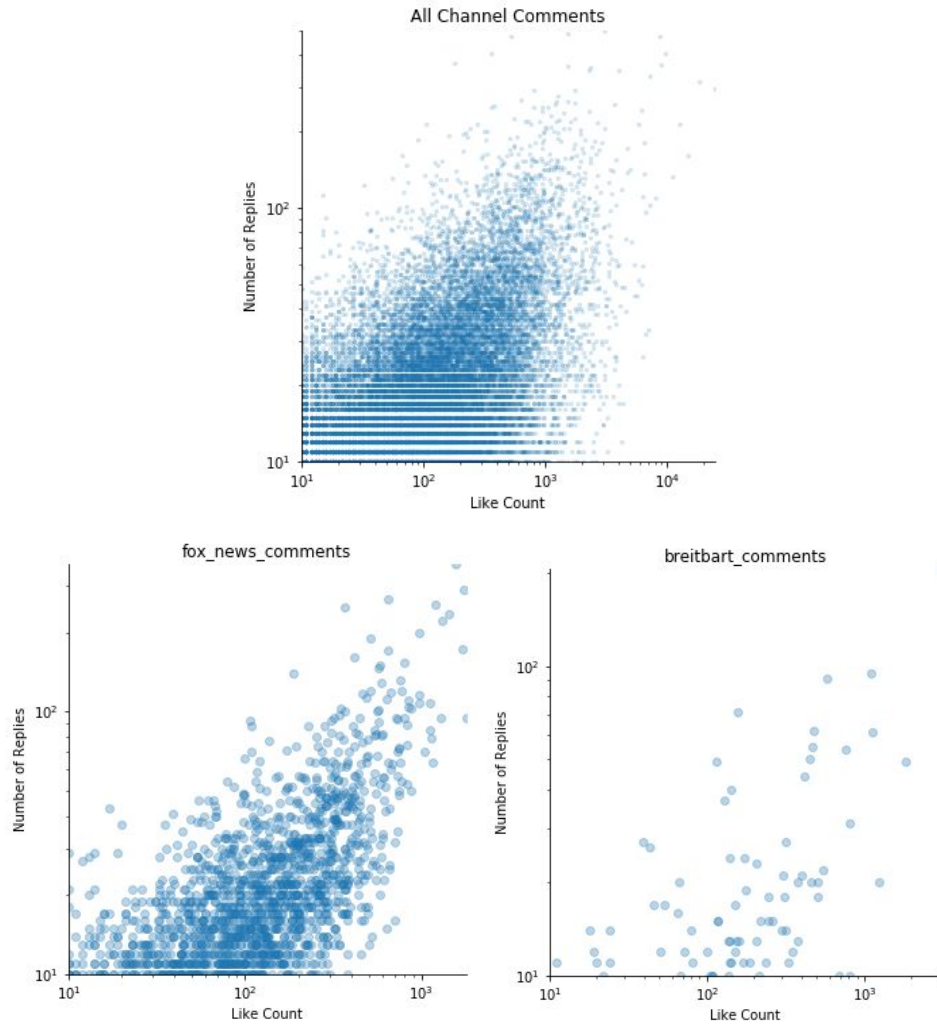 All Channel Comments
Number of Replies
10²
10¹
10¹ 10² 10³ 10⁴
Like Count
fox_news_comments
Number of Replies
10²
10¹
10¹ 10² 10³
Like Count
breitbart_comments
Number of Replies
10²
10¹
10¹ 10² 10³
Like Count